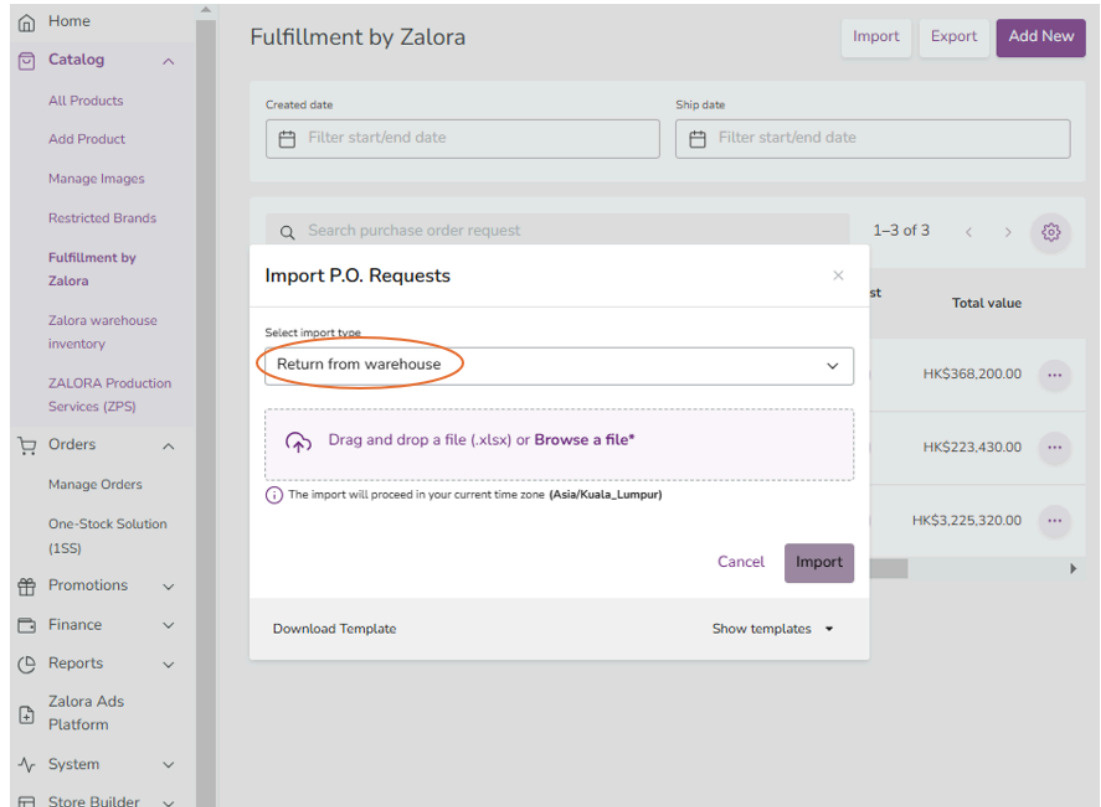 Home
Catalog
All Products
Add Product
Manage Images
Restricted Brands
Fulfillment by
Zalora
Zalora warehouse
inventory
ZALORA Production
Services (ZPS)
Orders
Manage Orders
One-Stock Solution
(1SS)
Promotions
Finance
Reports
Zalora Ads
Platform
System
Store Builder
Fulfillment by Zalora
Import
Export
Add New
Created date
Ship date
Filter start/end date
Filter start/end date
Search purchase order request
1–3 of 3
Total value
HK$368,200.00
HK$223,430.00
HK$3,225,320.00
Import P.O. Requests
Select import type
Return from warehouse
Drag and drop a file (.xlsx) or Browse a file*
The import will proceed in your current time zone (Asia/Kuala_Lumpur)
Cancel
Import
Download Template
Show templates